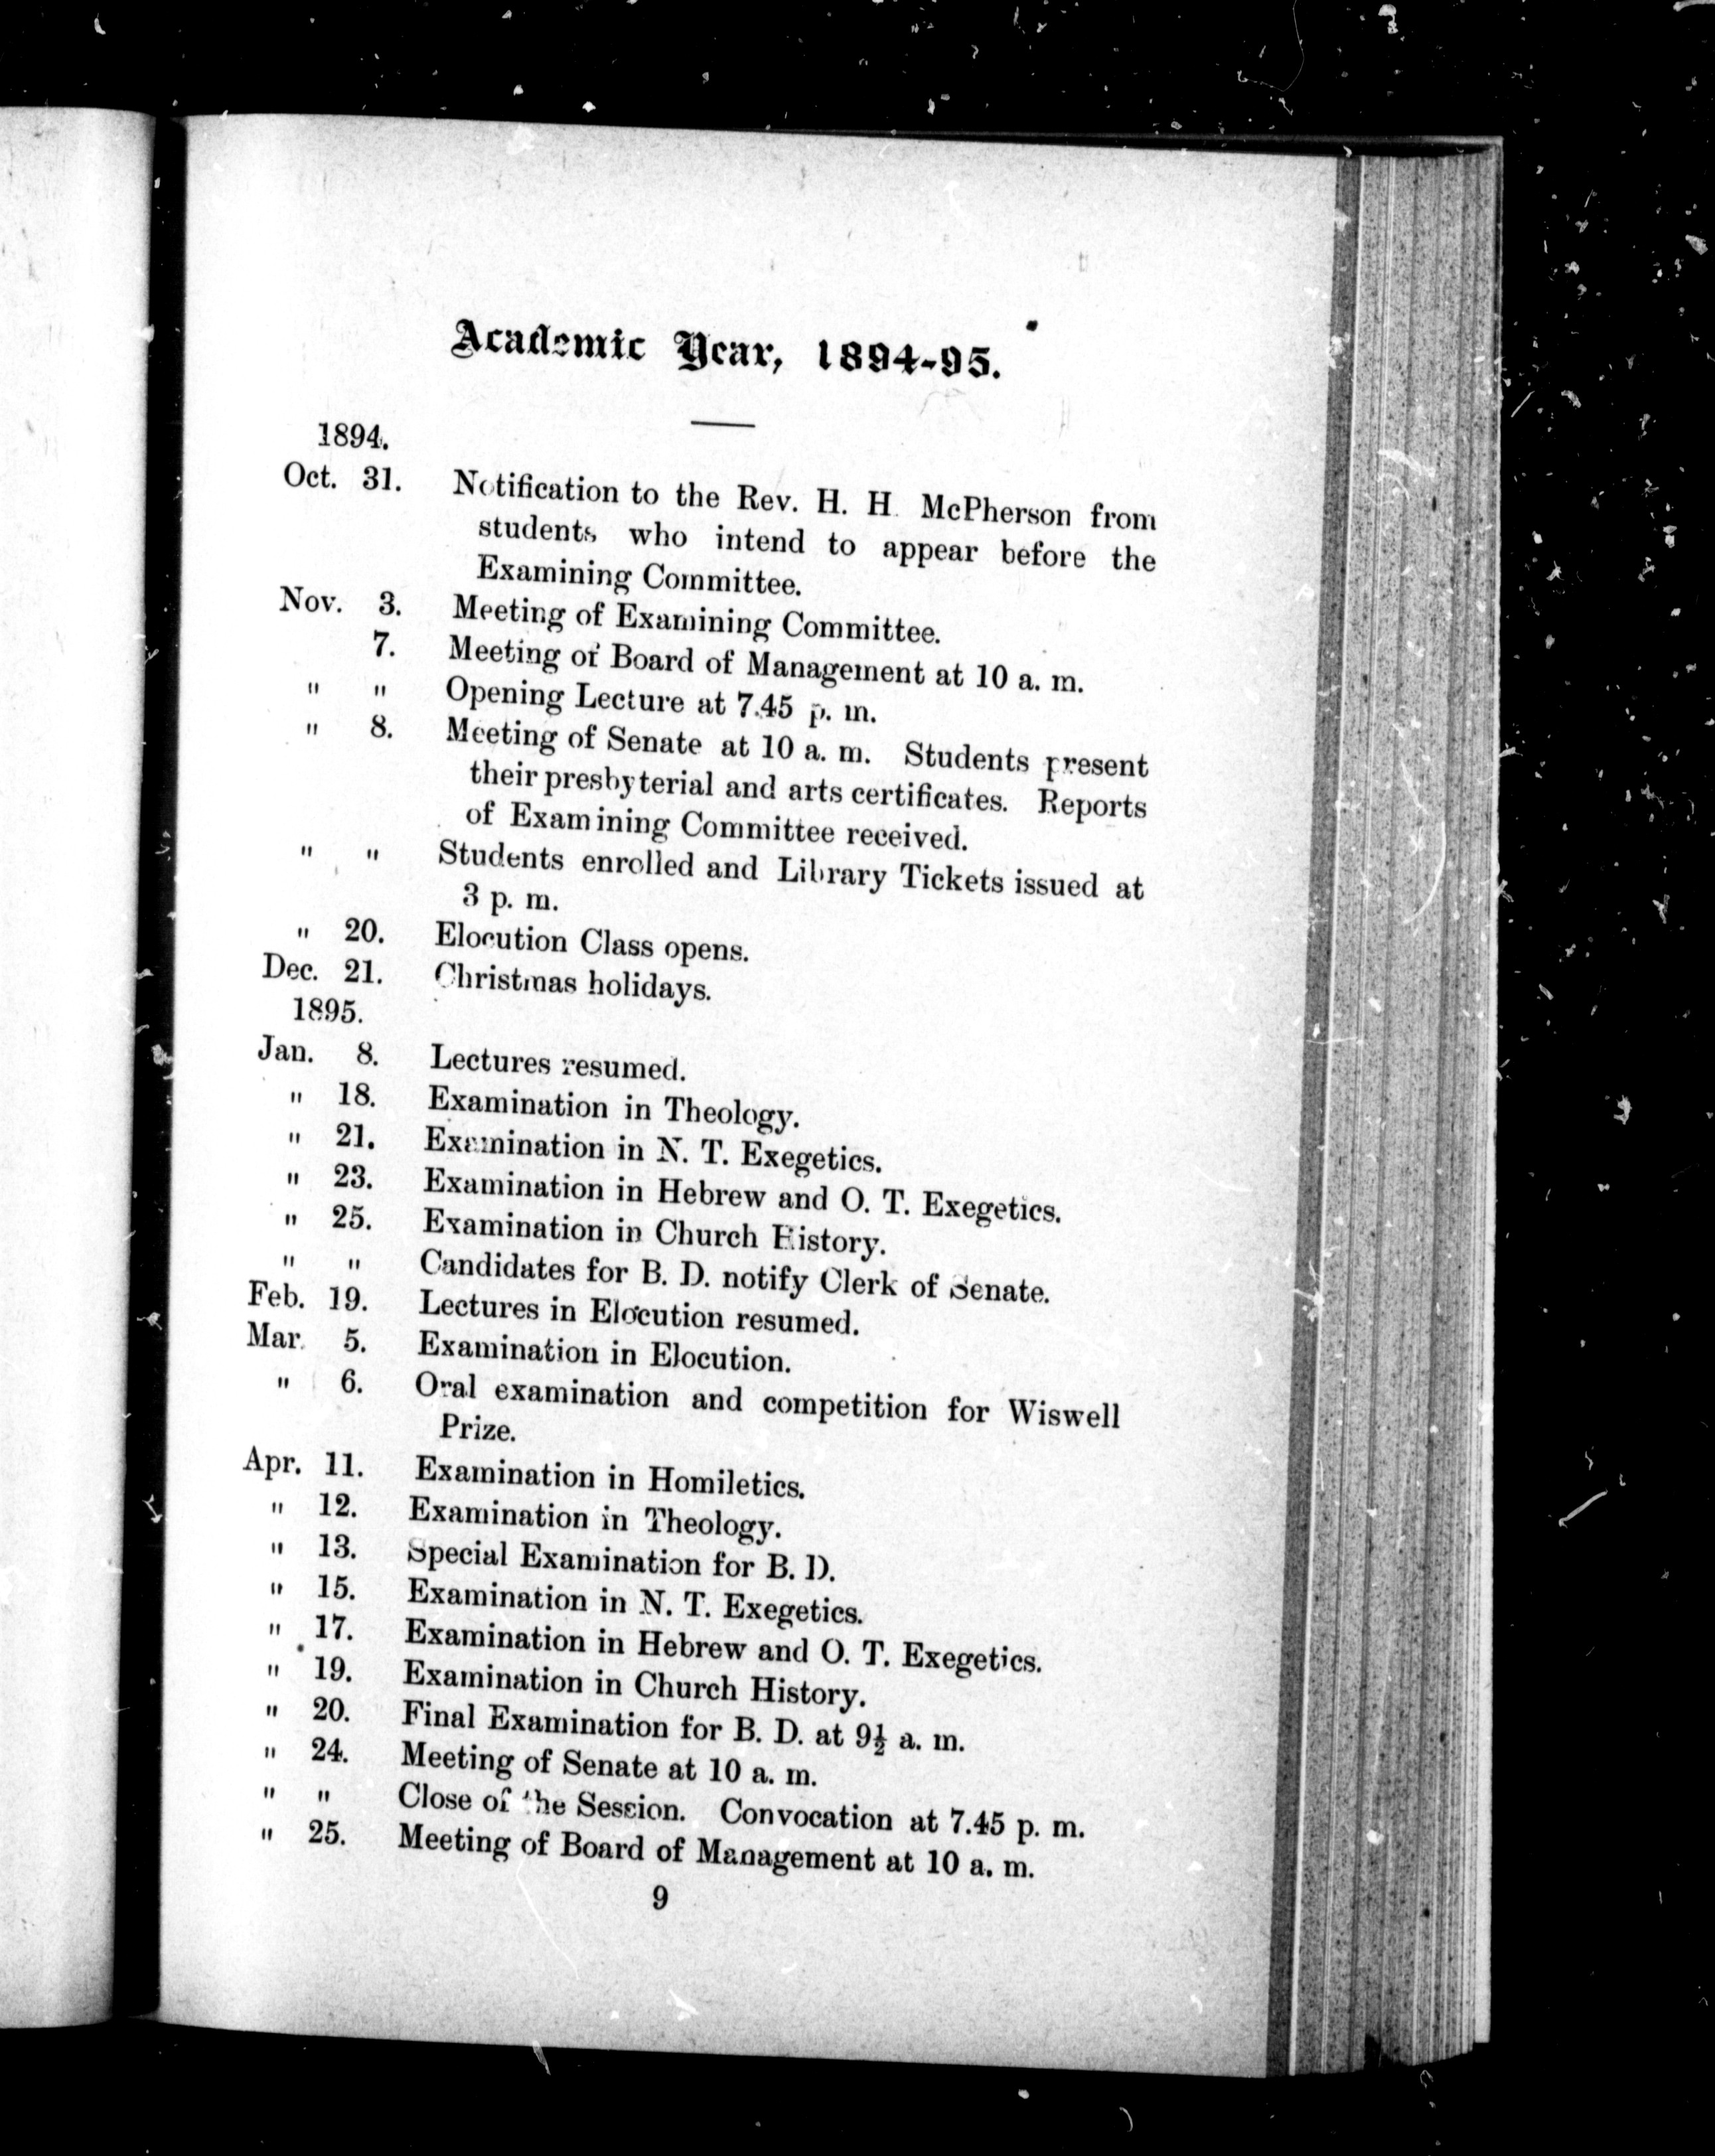 Academic Year, 1894-95.
1894.
Oct. 31. Notification to the Rev. H. H. McPherson from
students who intend to appear before the
Examining Committee.
Nov. 3. Meeting of Examining Committee.
7. Meeting of Board of Management at 10 a. m.
" " Opening Lecture at 7.45 p. m.
" 8. Meeting of Senate at 10 a. m. Students present
their presbyterial and arts certificates. Reports
of Examining Committee received.
" " Students enrolled and Library Tickets issued at
3 p. m.
" 20. Elocution Class opens.
Dec. 21. Christmas holidays.
1895.
Jan. 8. Lectures resumed.
" 18. Examination in Theology.
" 21. Examination in N. T. Exegetics.
" 23. Examination in Hebrew and O. T. Exegetics.
" 25. Examination in Church History.
" " Candidates for B. D. notify Clerk of Senate.
Feb. 19. Lectures in Elocution resumed.
Mar. 5. Examination in Elocution.
" 6. Oral examination and competition for Wiswell
Prize.
Apr. 11. Examination in Homiletics.
" 12. Examination in Theology.
" 13. Special Examination for B. D.
" 15. Examination in N. T. Exegetics.
" 17. Examination in Hebrew and O. T. Exegetics.
" 19. Examination in Church History.
" 20. Final Examination for B. D. at 9½ a. m.
" 24. Meeting of Senate at 10 a. m.
" " Close of the Session. Convocation at 7.45 p. m.
" 25. Meeting of Board of Management at 10 a. m.
9